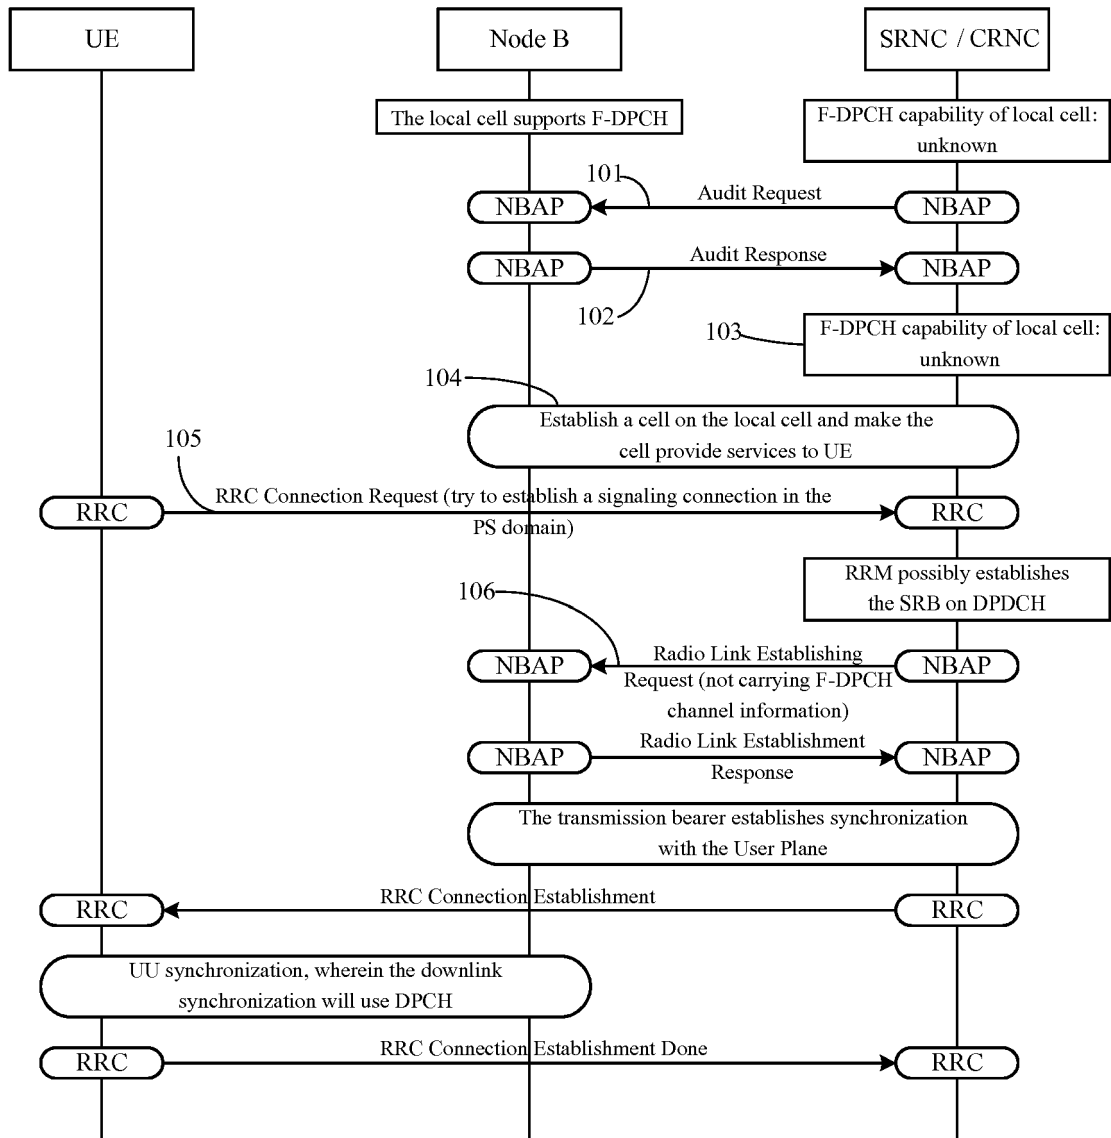 UE
Node B
SRNC / CRNC
The local cell supports F-DPCH
F-DPCH capability of local cell:
unknown
101
NBAP
Audit Request
NBAP
NBAP
Audit Response
NBAP
102
103
F-DPCH capability of local cell:
unknown
104
Establish a cell on the local cell and make the
cell provide services to UE
105
RRC
RRC Connection Request (try to establish a signaling connection in the
PS domain)
RRC
RRM possibly establishes
the SRB on DPDCH
106
NBAP
Radio Link Establishing
Request (not carrying F-DPCH
channel information)
NBAP
NBAP
Radio Link Establishment
Response
NBAP
The transmission bearer establishes synchronization
with the User Plane
RRC
RRC Connection Establishment
RRC
UU synchronization, wherein the downlink
synchronization will use DPCH
RRC
RRC Connection Establishment Done
RRC